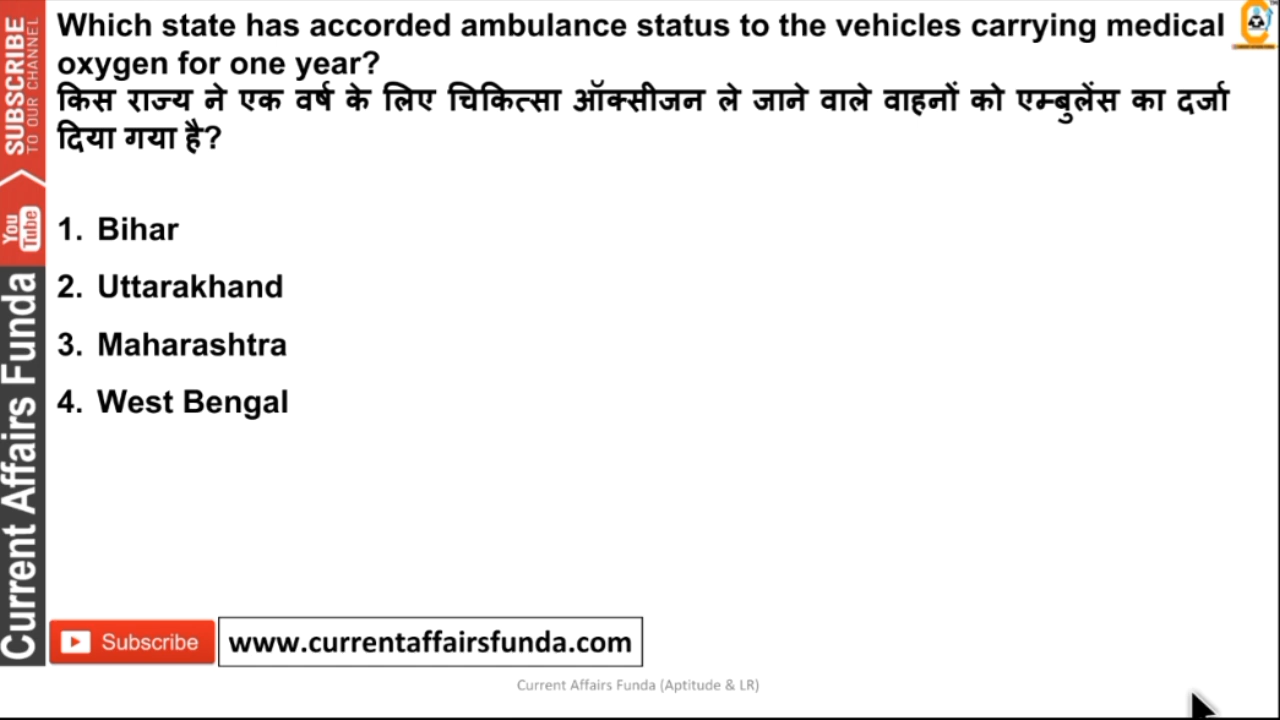 Which state has accorded ambulance status to the vehicles carrying medical
oxygen for one year?
किस राज्य ने एक वर्ष के लिए चिकित्सा ऑक्सीजन ले जाने वाले वाहनों को एम्बुलेंस का दर्जा
दिया गया है?
1. Bihar
2. Uttarakhand
3. Maharashtra
4. West Bengal
SUBSCRIBE
TO OUR CHANNEL
You
Tube
Current Affairs Funda
Subscribe
www.currentaffairsfunda.com
Current Affairs Funda (Aptitude & LR)